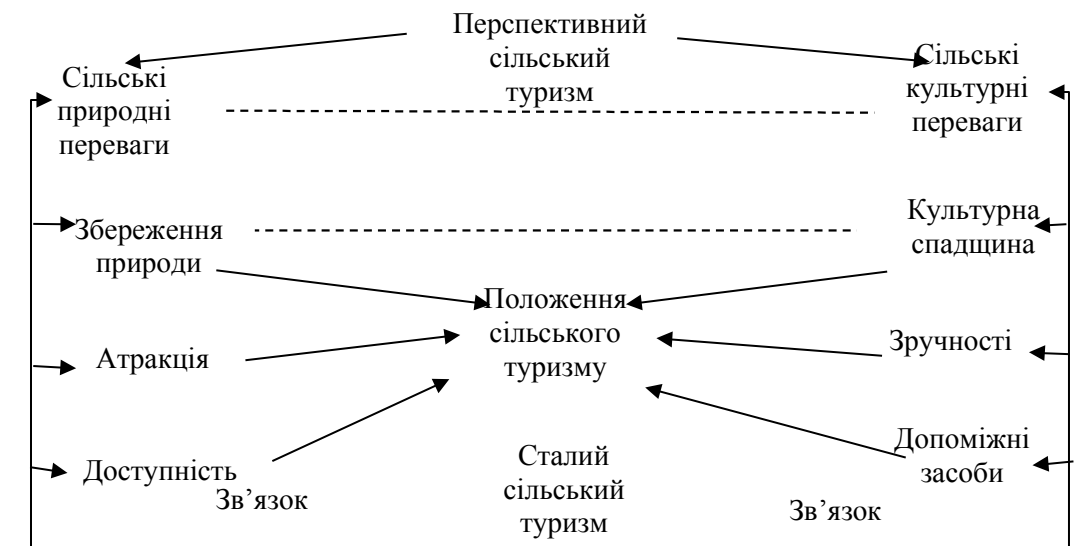 Перспективний
сільський
туризм
Сільські
природні
переваги
Сільські
культурні
переваги
Збереження
природи
Культурна
спадщина
Положення
сільського
туризму
Атракція
Зручності
Доступність
Допоміжні
засоби
Зв’язок
Сталий
сільський
туризм
Зв’язок